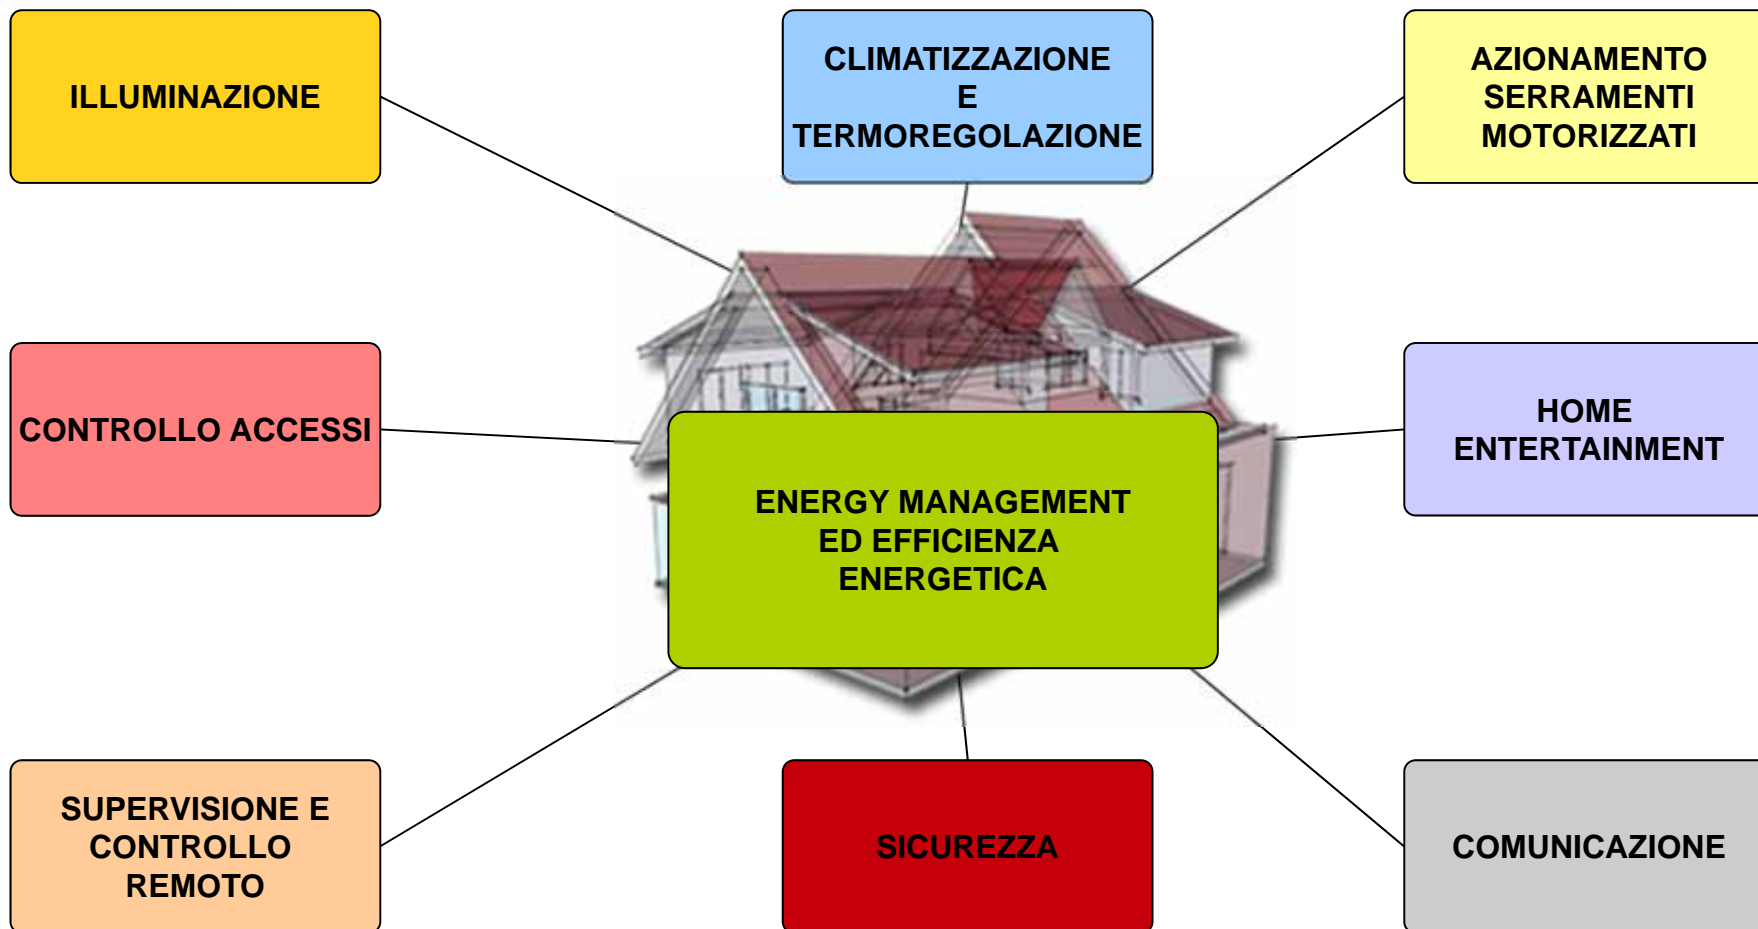 ILLUMINAZIONE
CLIMATIZZAZIONE
E
TERMOREGOLAZIONE
AZIONAMENTO
SERRAMENTI
MOTORIZZATI
CONTROLLO ACCESSI
ENERGY MANAGEMENT
ED EFFICIENZA
ENERGETICA
HOME
ENTERTAINMENT
SUPERVISIONE E
CONTROLLO
REMOTO
SICUREZZA
COMUNICAZIONE